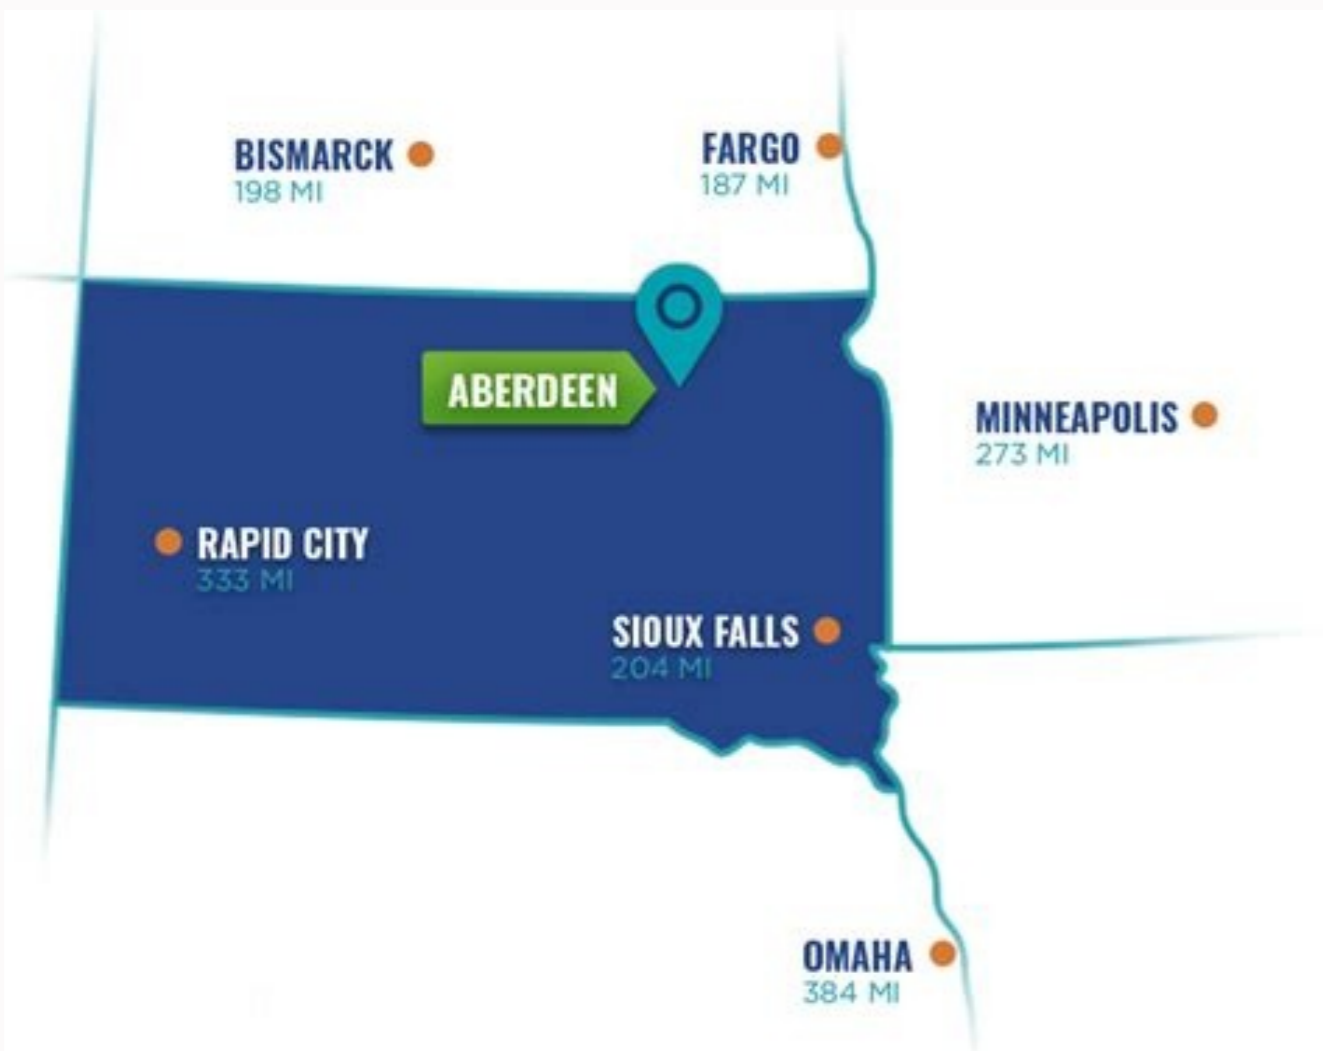 BISMARCK
198 MI
FARGO
187 MI
ABERDEEN
MINNEAPOLIS
273 MI
RAPID CITY
333 MI
SIOUX FALLS
204 MI
OMAHA
384 MI